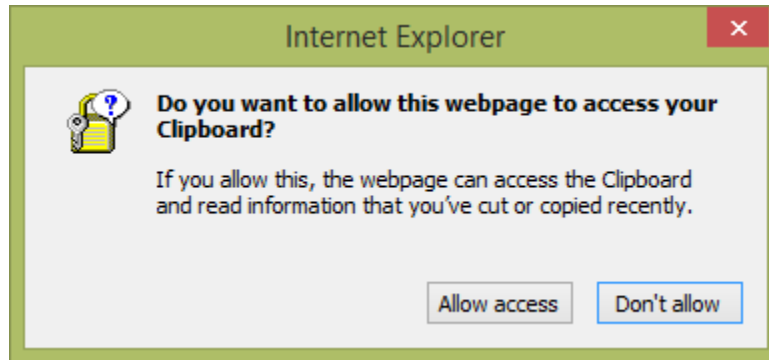 Internet Explorer
Do you want to allow this webpage to access your
Clipboard?
If you allow this, the webpage can access the Clipboard
and read information that you've cut or copied recently.
Allow access
Don't allow